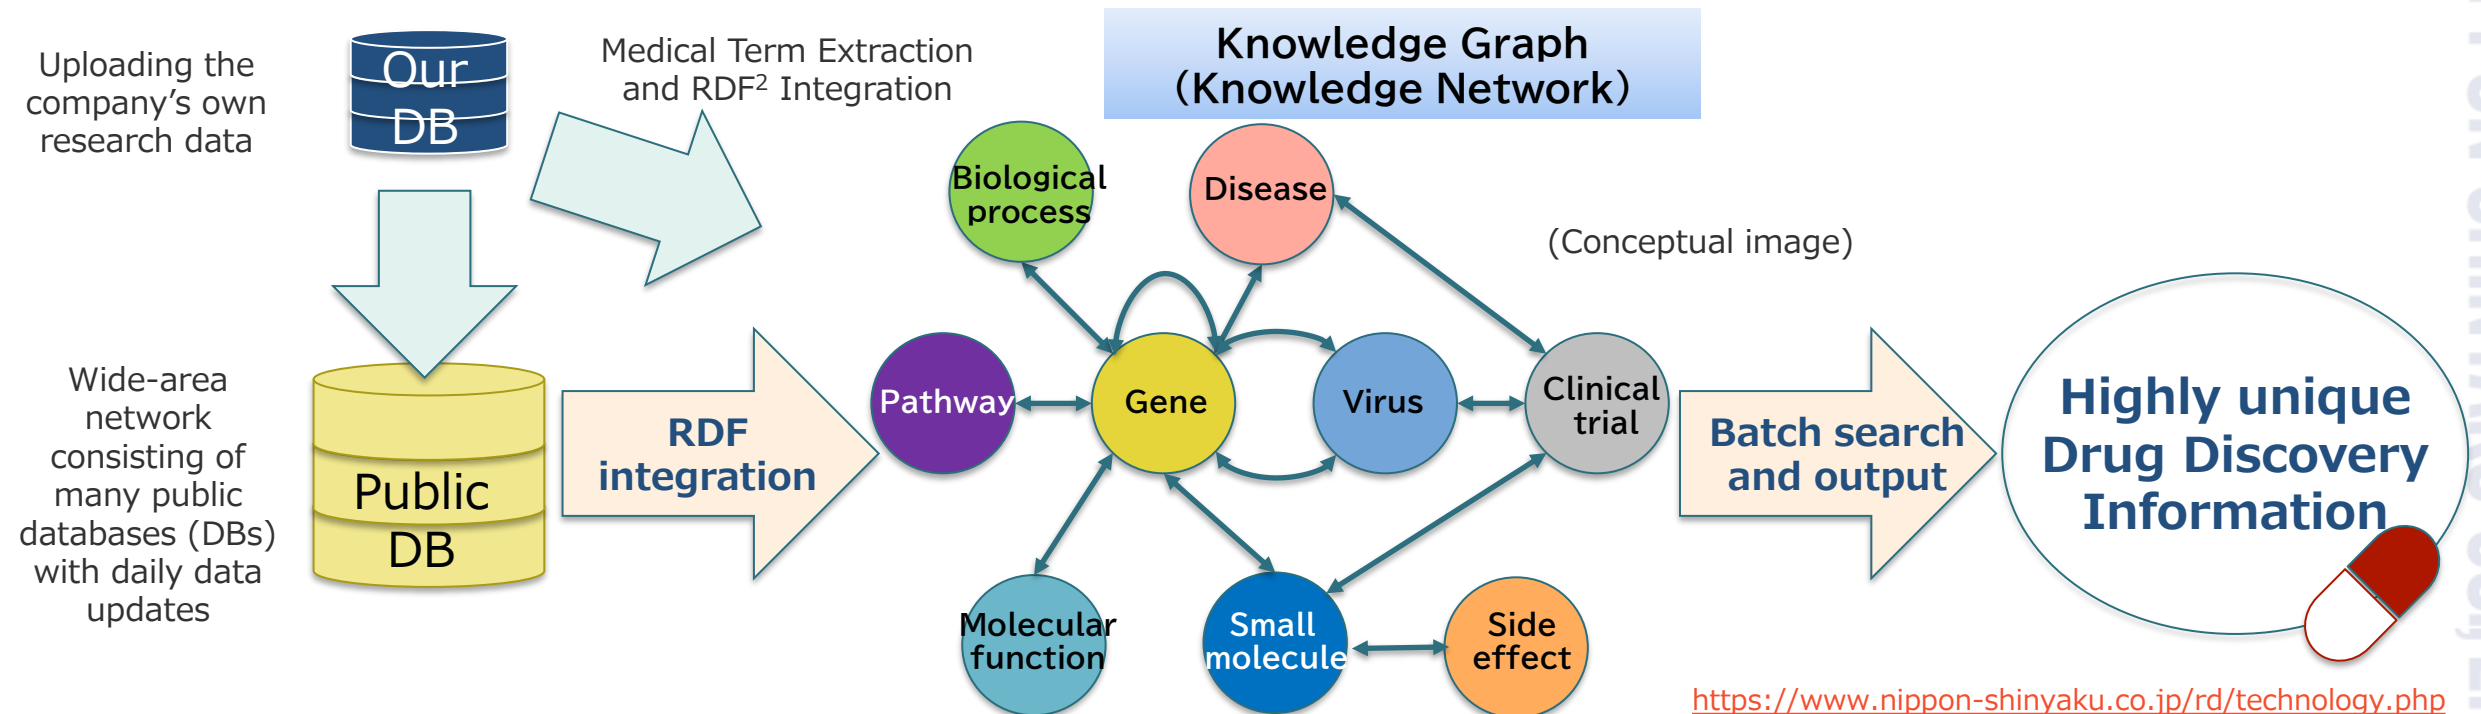 Uploading the
company’s own
research data
Our
DB
Medical Term Extraction
and RDF² Integration
Knowledge Graph
(Knowledge Network)
Biological
process
Disease
(Conceptual image)
Wide-area
network
consisting of
many public
databases (DBs)
with daily data
updates
Public
DB
RDF
integration
Pathway
Gene
Virus
Clinical
trial
Batch search
and output
Highly unique
Drug Discovery
Information
Molecular
function
Small
molecule
Side
effect
https://www.nippon-shinyaku.co.jp/rd/technology.php